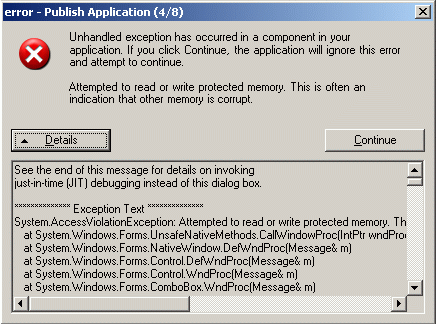 error - Publish Application (4/8)
Unhandled exception has occurred in a component in your
application. If you click Continue, the application will ignore this error
and attempt to continue.
Attempted to read or write protected memory. This is often an
indication that other memory is corrupt.
Details
Continue
See the end of this message for details on invoking
just-in-time (JIT) debugging instead of this dialog box.
************** Exception Text **************
System.AccessViolationException: Attempted to read or write protected memory. Th
at System.Windows.Forms.UnsafeNativeMethods.CallWindowProc(IntPtr wndProc
at System.Windows.Forms.NativeWindow.DefWndProc(Message& m)
at System.Windows.Forms.Control.DefWndProc(Message& m)
at System.Windows.Forms.Control.WndProc(Message& m)
at System.Windows.Forms.ComboBox.WndProc(Message& m)